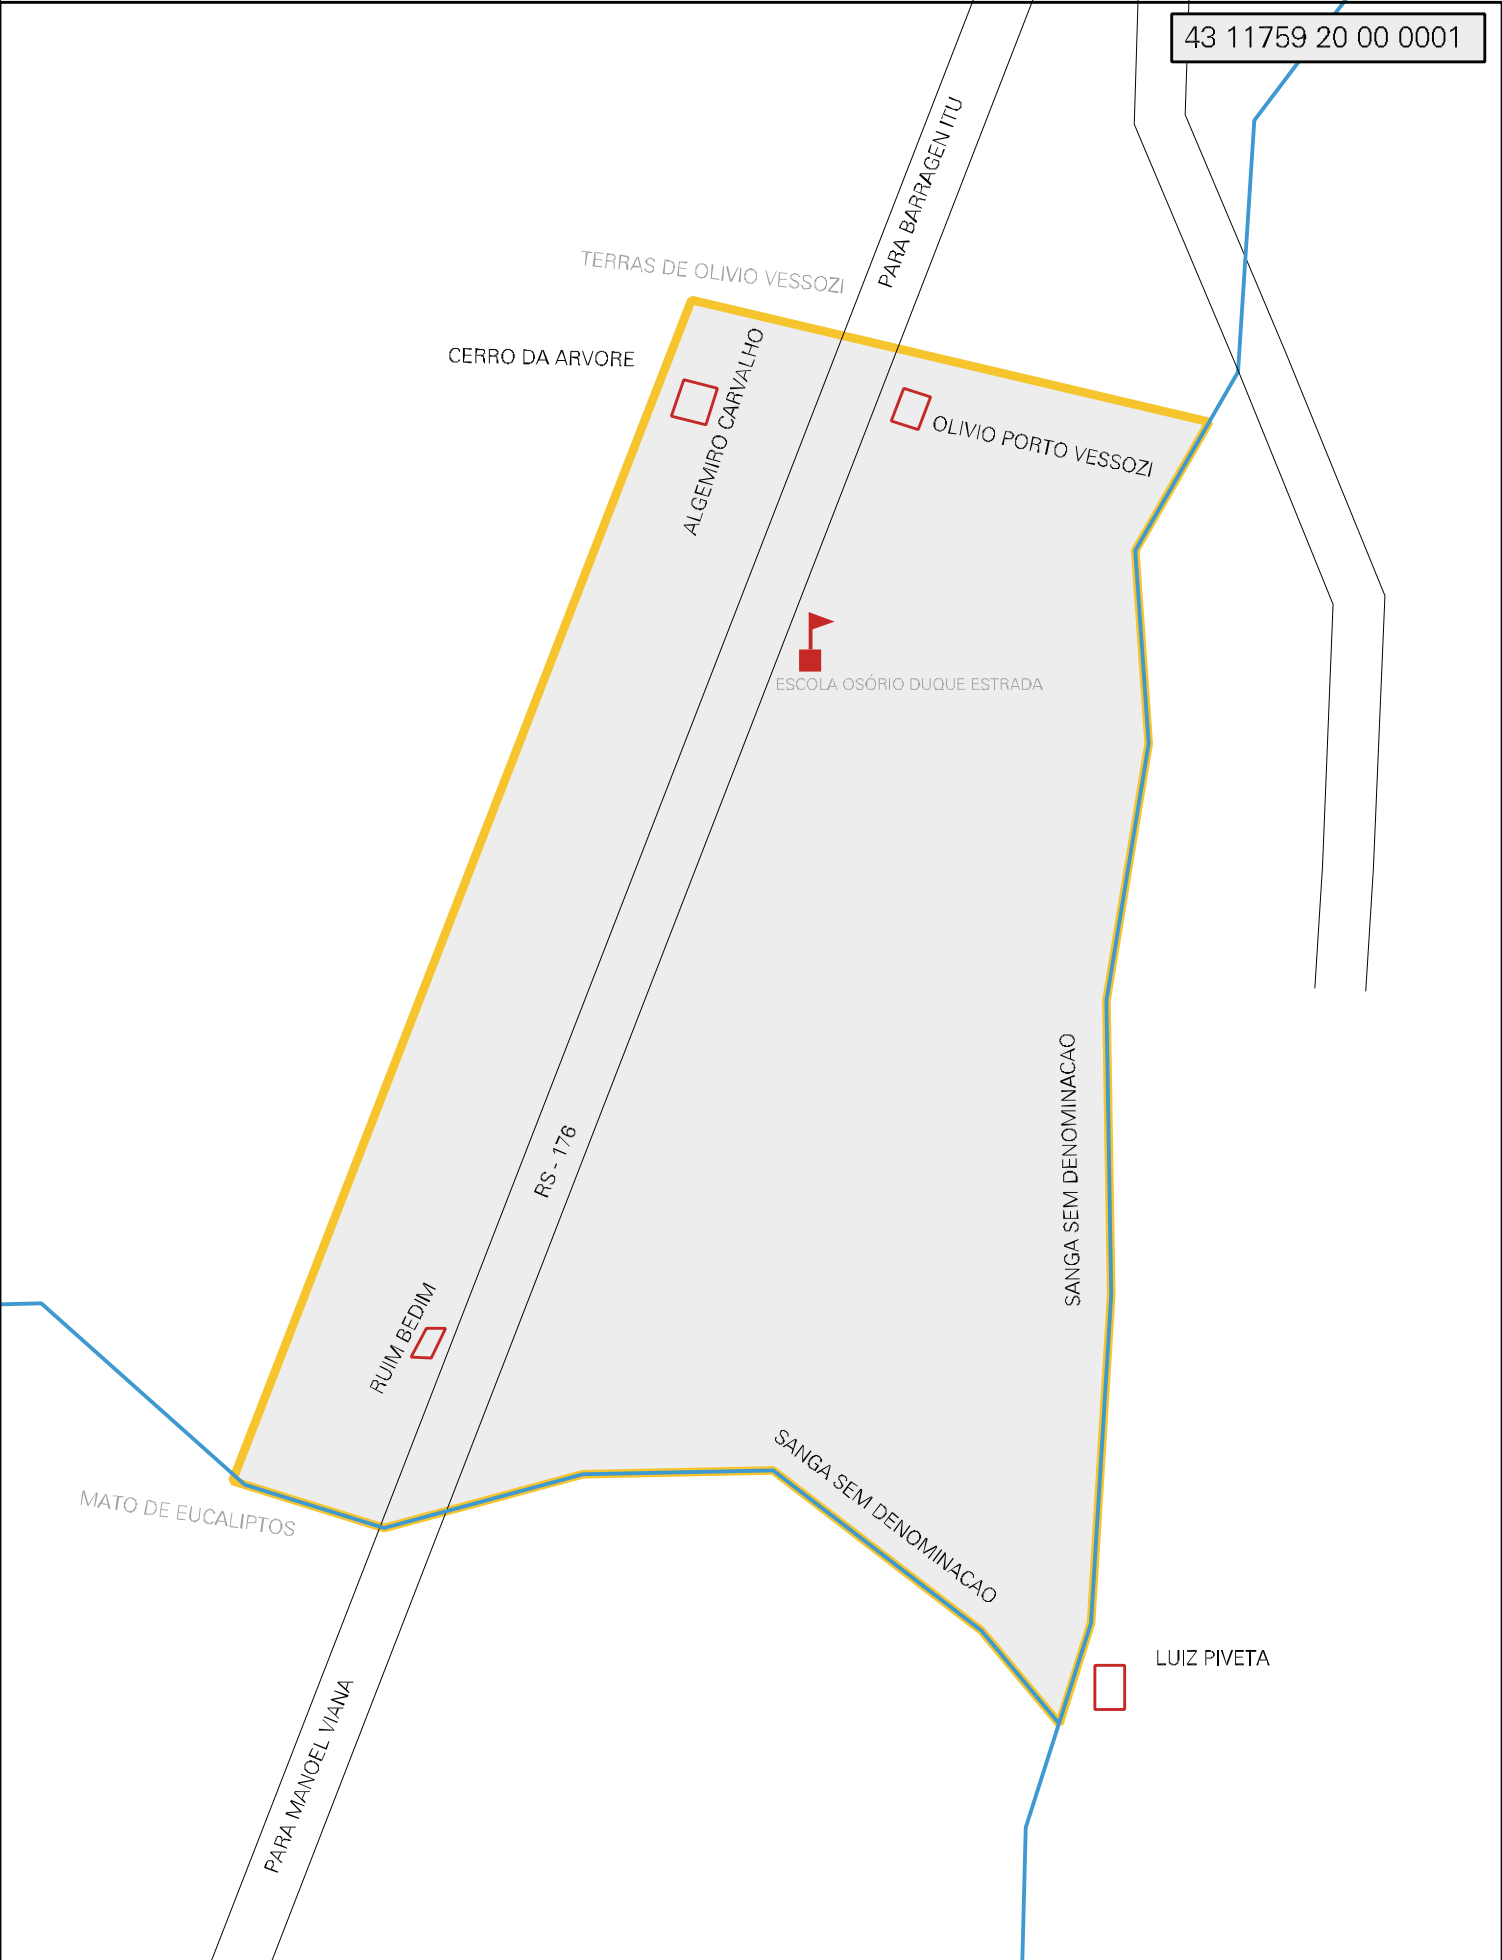 43 11759 20 00 0001
PARA BARRAGEN ITU
TERRAS DE OLIVIO VESSOZI
CERRO DA ARVORE
ALGEMIRO CARVALHO
OLIVIO PORTO VESSOZI
ESCOLA OSÓRIO DUQUE ESTRADA
SANGA SEM DENOMINACAO
RS - 176
RUIM BEDIM
SANGA SEM DENOMINACAO
MATO DE EUCALIPTOS
LUIZ PIVETA
PARA MANOEL VIANA